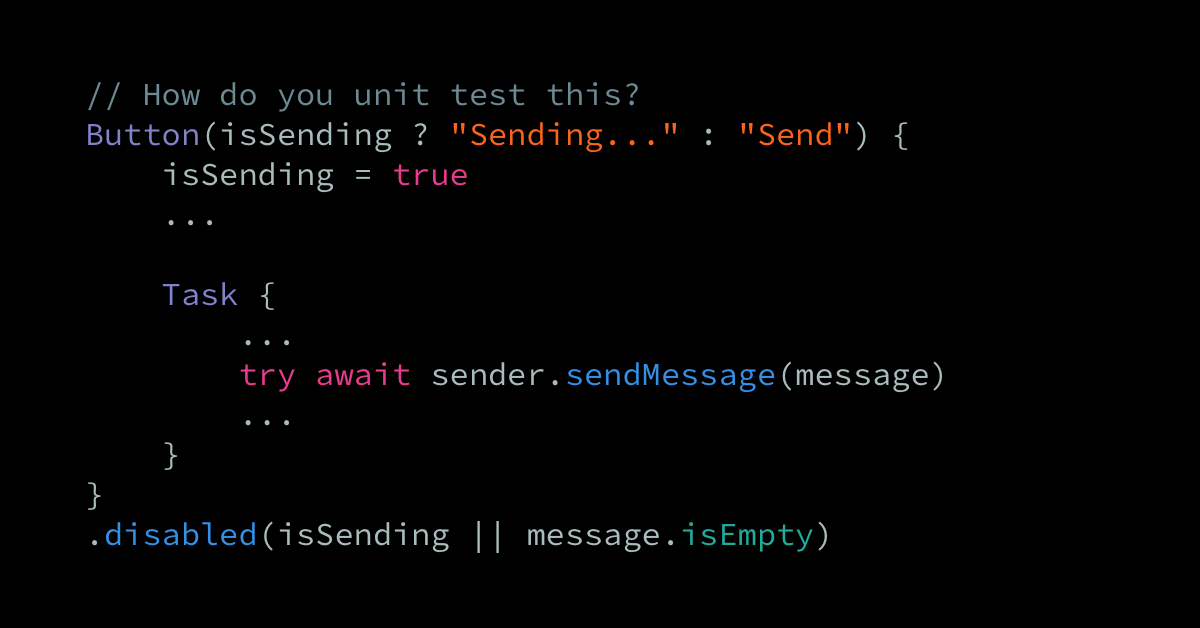 // How do you unit test this?
Button(isSending ? "Sending..." : "Send") {
    isSending = true
    ...

    Task {
        ...
        try await sender.sendMessage(message)
        ...
    }
}
.disabled(isSending || message.isEmpty)